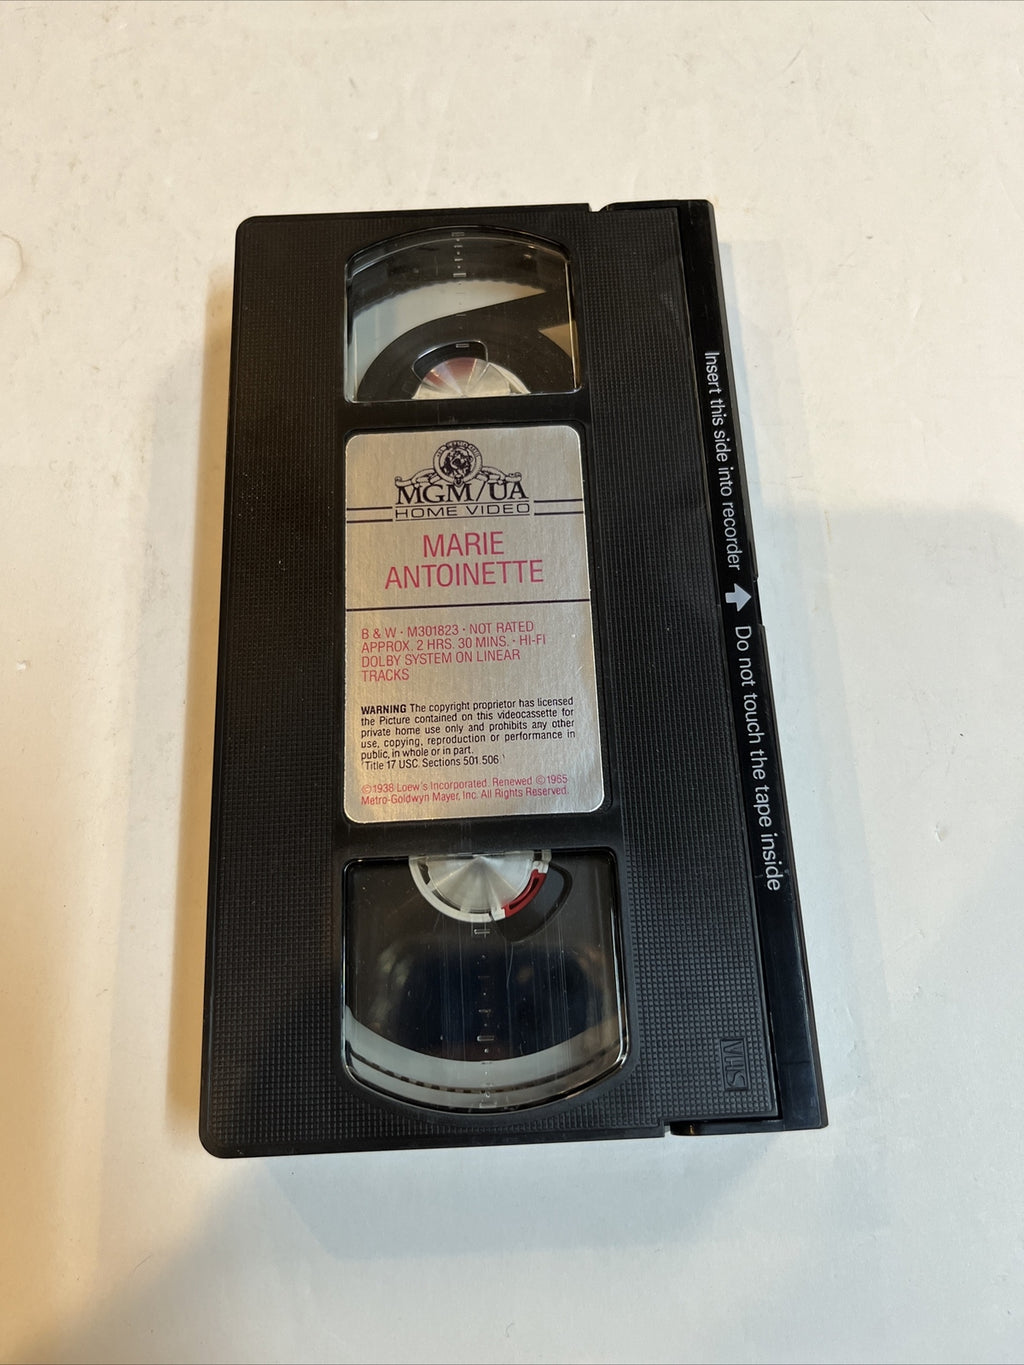 MGM/UA
HOME VIDEO
MARIE
ANTOINETTE
B & W · M301823 · NOT RATED
APPROX. 2 HRS. 30 MINS. · HI-FI
DOLBY SYSTEM ON LINEAR
TRACKS
WARNING The copyright proprietor has licensed
the Picture contained on this videocassette for
private home use only and prohibits any other
use, copying, reproduction or performance in
public, in whole or in part.
Title 17 USC Sections 501 506
©1938 Loew's Incorporated. Renewed ©1965
Metro-Goldwyn Mayer, Inc. All Rights Reserved.
Insert this side into recorder Do not touch the tape inside
VHS